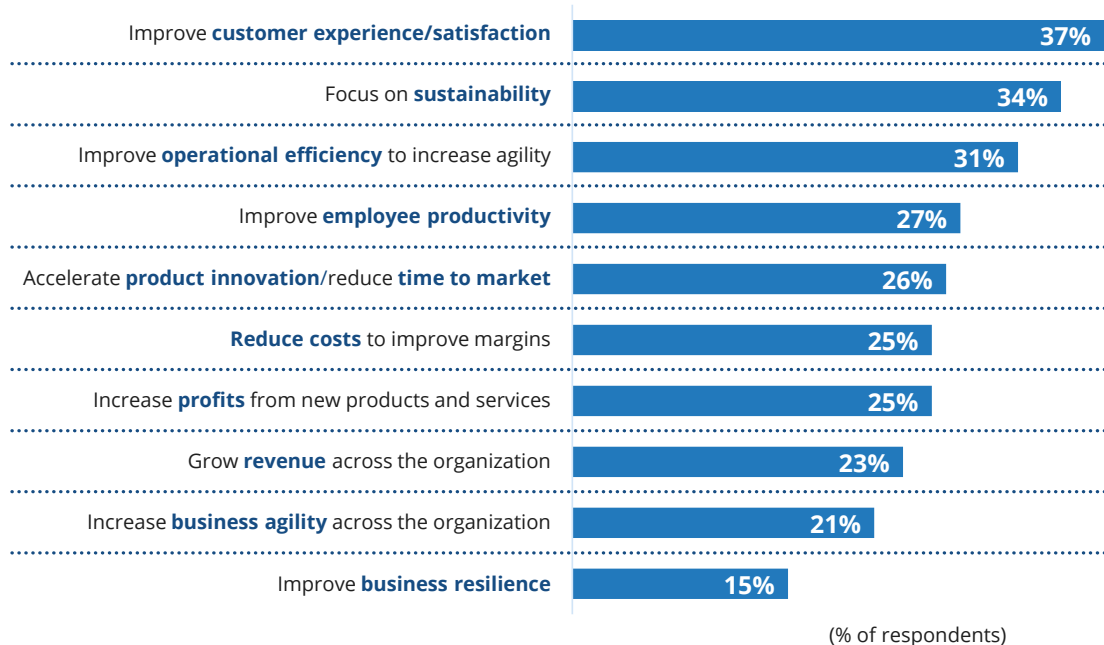 Improve customer experience/satisfaction 37%
Focus on sustainability 34%
Improve operational efficiency to increase agility 31%
Improve employee productivity 27%
Accelerate product innovation/reduce time to market 26%
Reduce costs to improve margins 25%
Increase profits from new products and services 25%
Grow revenue across the organization 23%
Increase business agility across the organization 21%
Improve business resilience 15%
(% of respondents)